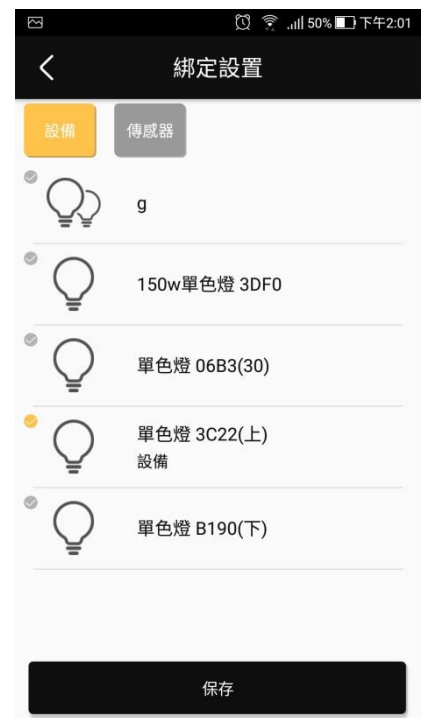 50% 下午2:01
綁定設置
設備 傳感器
g
150w單色燈 3DF0
單色燈 06B3(30)
單色燈 3C22(上)
設備
單色燈 B190(下)
保存